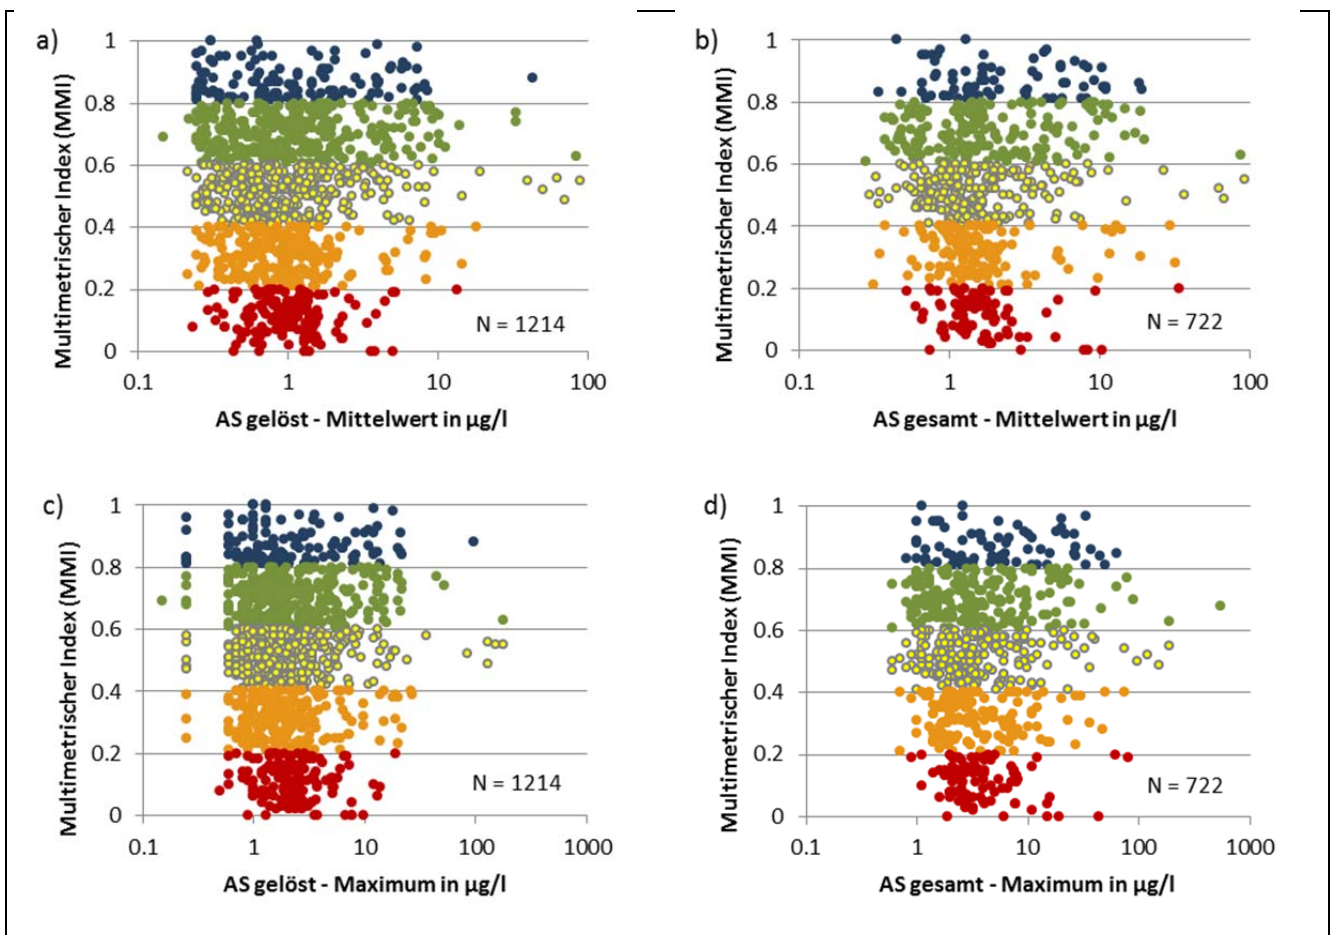 a)
Multimetrischer Index (MMI)
1
0.8
0.6
0.4
0.2
0
N = 1214
0.1 1 10 100
AS gelöst - Mittelwert in µg/l
b)
Multimetrischer Index (MMI)
1
0.8
0.6
0.4
0.2
0
N = 722
0.1 1 10 100
AS gesamt - Mittelwert in µg/l
c)
Multimetrischer Index (MMI)
1
0.8
0.6
0.4
0.2
0
N = 1214
0.1 1 10 100 1000
AS gelöst - Maximum in µg/l
d)
Multimetrischer Index (MMI)
1
0.8
0.6
0.4
0.2
0
N = 722
0.1 1 10 100 1000
AS gesamt - Maximum in µg/l